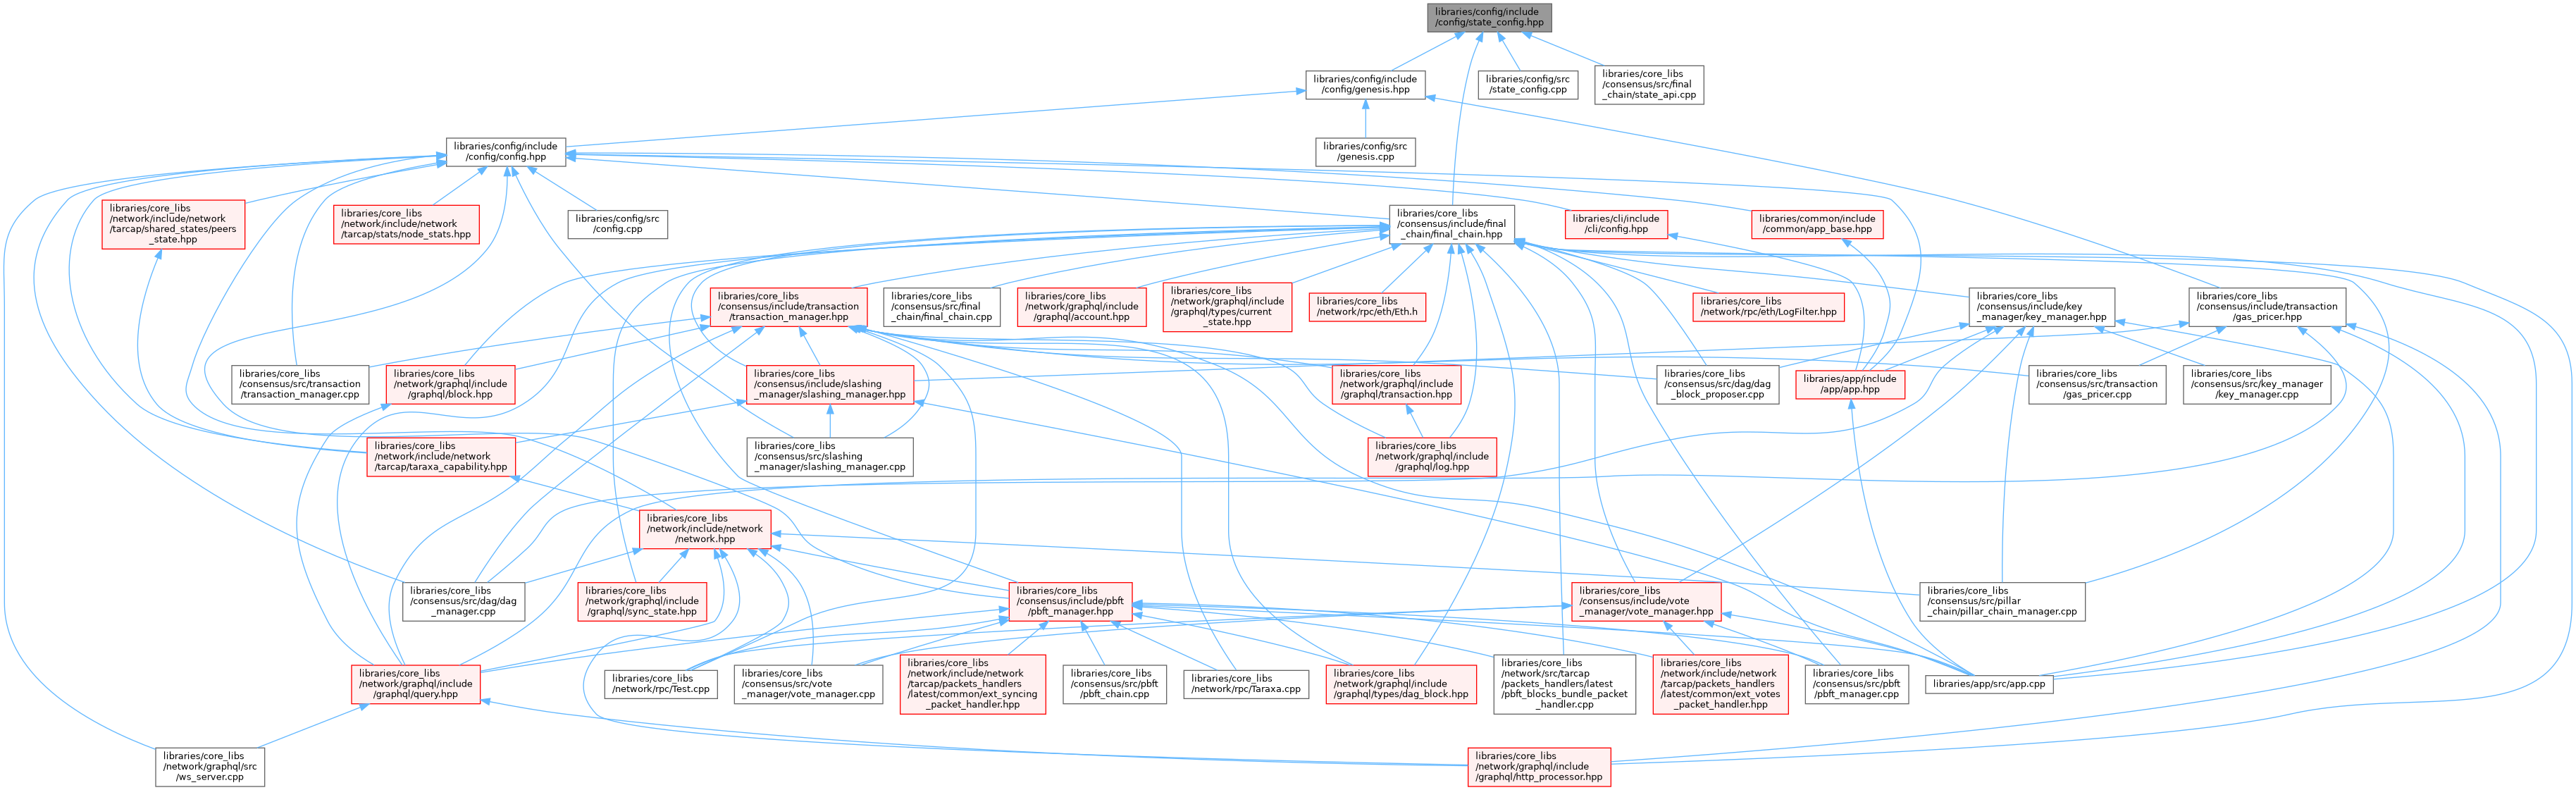 libraries/config/include
/config/state_config.hpp
libraries/config/include
/config/genesis.hpp
libraries/config/src
/state_config.cpp
libraries/core_libs
/consensus/src/final
_chain/state_api.cpp
libraries/config/include
/config/config.hpp
libraries/config/src
/genesis.cpp
libraries/core_libs
/network/include/network
/tarcap/shared_states/peers
_state.hpp
libraries/core_libs
/network/include/network
/tarcap/stats/node_stats.hpp
libraries/config/src
/config.cpp
libraries/core_libs
/consensus/include/final
_chain/final_chain.hpp
libraries/cli/include
/cli/config.hpp
libraries/common/include
/common/app_base.hpp
libraries/core_libs
/consensus/include/transaction
/transaction_manager.hpp
libraries/core_libs
/consensus/src/final
_chain/final_chain.cpp
libraries/core_libs
/network/graphql/include
/graphql/account.hpp
libraries/core_libs
/network/graphql/include
/graphql/types/current
_state.hpp
libraries/core_libs
/network/rpc/eth/Eth.h
libraries/core_libs
/network/rpc/eth/LogFilter.hpp
libraries/core_libs
/consensus/include/key
_manager/key_manager.hpp
libraries/core_libs
/consensus/include/transaction
/gas_pricer.hpp
libraries/core_libs
/consensus/src/transaction
/transaction_manager.cpp
libraries/core_libs
/network/graphql/include
/graphql/block.hpp
libraries/core_libs
/consensus/include/slashing
_manager/slashing_manager.hpp
libraries/core_libs
/network/graphql/include
/graphql/transaction.hpp
libraries/core_libs
/consensus/src/dag/dag
_block_proposer.cpp
libraries/app/include
/app/app.hpp
libraries/core_libs
/consensus/src/transaction
/gas_pricer.cpp
libraries/core_libs
/consensus/src/key_manager
/key_manager.cpp
libraries/core_libs
/network/include/network
/tarcap/taraxa_capability.hpp
libraries/core_libs
/consensus/src/slashing
_manager/slashing_manager.cpp
libraries/core_libs
/network/graphql/include
/graphql/log.hpp
libraries/core_libs
/network/include/network
/network.hpp
libraries/core_libs
/consensus/src/dag/dag
_manager.cpp
libraries/core_libs
/network/graphql/include
/graphql/sync_state.hpp
libraries/core_libs
/consensus/include/pbft
/pbft_manager.hpp
libraries/core_libs
/consensus/include/vote
_manager/vote_manager.hpp
libraries/core_libs
/consensus/src/pillar
_chain/pillar_chain_manager.cpp
libraries/core_libs
/network/graphql/include
/graphql/query.hpp
libraries/core_libs
/network/rpc/Test.cpp
libraries/core_libs
/consensus/src/vote
_manager/vote_manager.cpp
libraries/core_libs
/network/include/network
/tarcap/packets_handlers
/latest/common/ext_syncing
_packet_handler.hpp
libraries/core_libs
/consensus/src/pbft
/pbft_chain.cpp
libraries/core_libs
/network/rpc/Taraxa.cpp
libraries/core_libs
/network/graphql/include
/graphql/types/dag_block.hpp
libraries/core_libs
/network/src/tarcap
/packets_handlers/latest
/pbft_blocks_bundle_packet
_handler.cpp
libraries/core_libs
/network/include/network
/tarcap/packets_handlers
/latest/common/ext_votes
_packet_handler.hpp
libraries/core_libs
/consensus/src/pbft
/pbft_manager.cpp
libraries/app/src/app.cpp
libraries/core_libs
/network/graphql/src
/ws_server.cpp
libraries/core_libs
/network/graphql/include
/graphql/http_processor.hpp